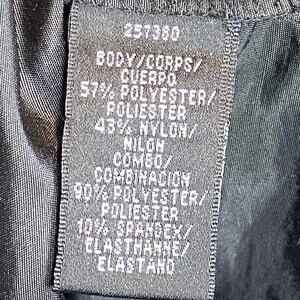 257380
BODY/CORPS/
CUERPO
57% POLYESTER/
POLIESTER
43% NYLON/
NILON
COMBO/
COMBINACION
90% POLYESTER/
POLIESTER
10% SPANDEX/
ELASTHANNE/
ELASTANO